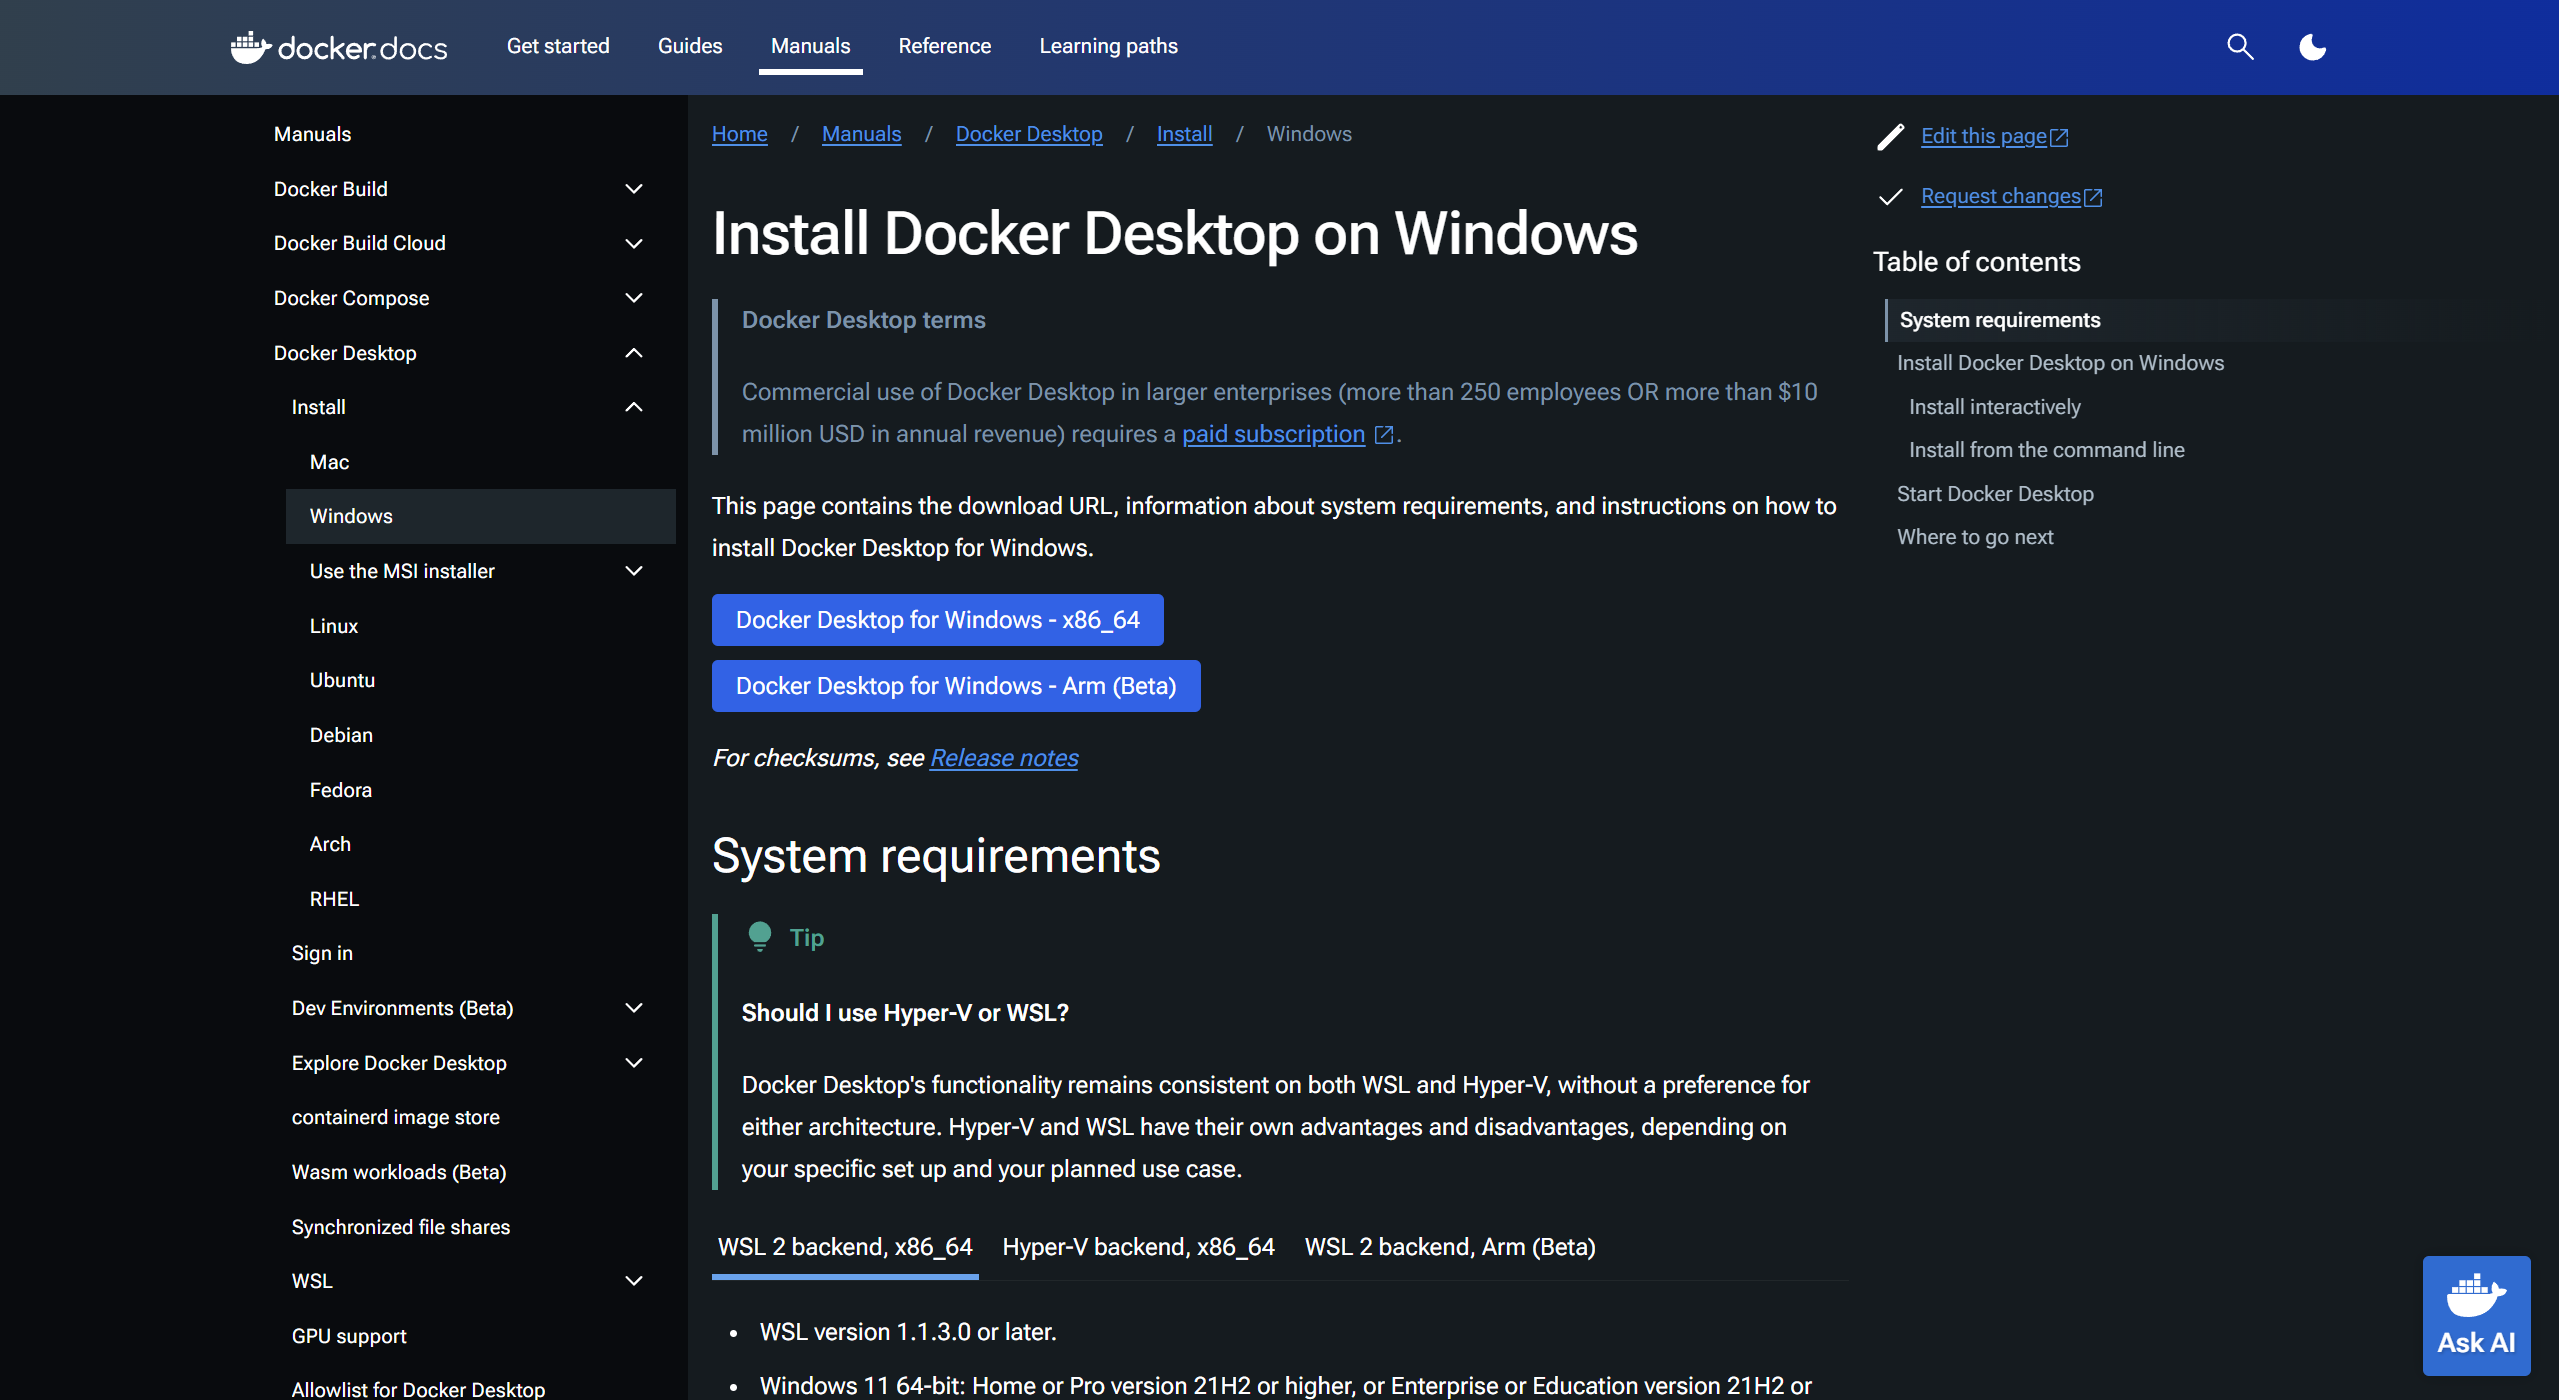 docker.docs
Get started
Guides
Manuals
Reference
Learning paths
Manuals
Docker Build
Docker Build Cloud
Docker Compose
Docker Desktop
Install
Mac
Windows
Use the MSI installer
Linux
Ubuntu
Debian
Fedora
Arch
RHEL
Sign in
Dev Environments (Beta)
Explore Docker Desktop
containerd image store
Wasm workloads (Beta)
Synchronized file shares
WSL
GPU support
Allowlist for Docker Desktop
Home / Manuals / Docker Desktop / Install / Windows
Install Docker Desktop on Windows
Docker Desktop terms
Commercial use of Docker Desktop in larger enterprises (more than 250 employees OR more than $10
million USD in annual revenue) requires a paid subscription.
This page contains the download URL, information about system requirements, and instructions on how to
install Docker Desktop for Windows.
Docker Desktop for Windows - x86_64
Docker Desktop for Windows - Arm (Beta)
For checksums, see Release notes
System requirements
Tip
Should I use Hyper-V or WSL?
Docker Desktop's functionality remains consistent on both WSL and Hyper-V, without a preference for
either architecture. Hyper-V and WSL have their own advantages and disadvantages, depending on
your specific set up and your planned use case.
WSL 2 backend, x86_64
Hyper-V backend, x86_64
WSL 2 backend, Arm (Beta)
• WSL version 1.1.3.0 or later.
• Windows 11 64-bit: Home or Pro version 21H2 or higher, or Enterprise or Education version 21H2 or
Edit this page
Request changes
Table of contents
System requirements
Install Docker Desktop on Windows
Install interactively
Install from the command line
Start Docker Desktop
Where to go next
Ask AI